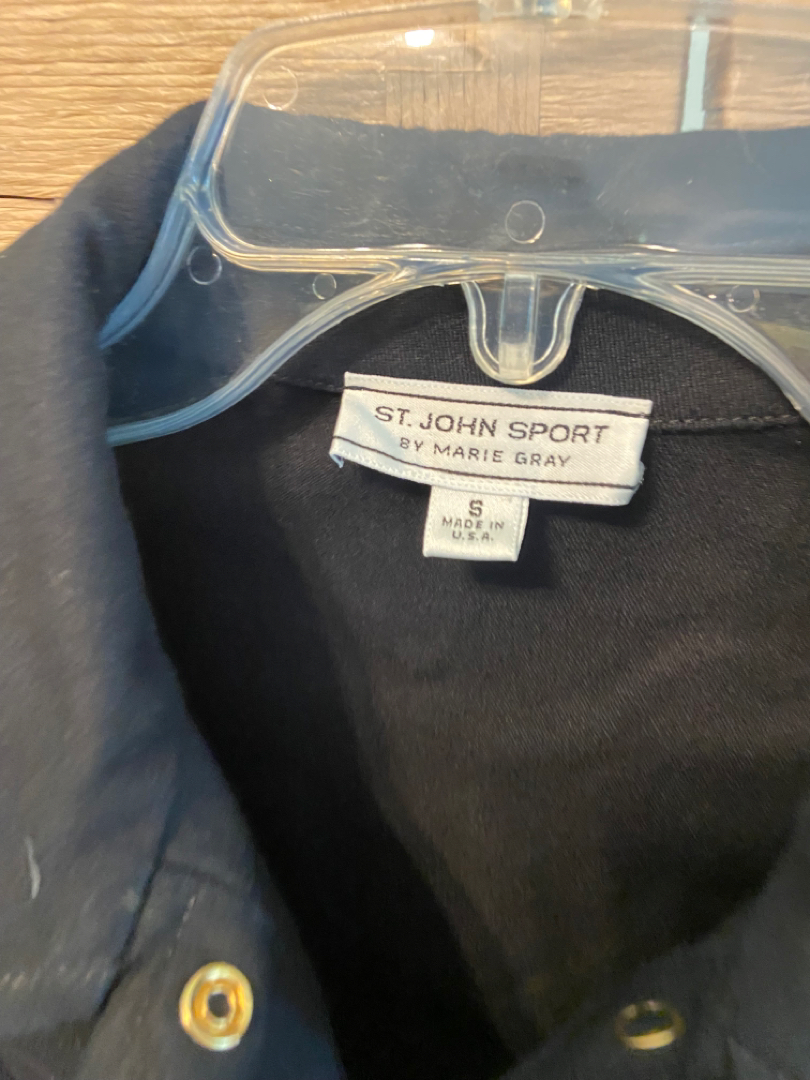 ST. JOHN SPORT
BY MARIE GRAY
S
MADE IN
U.S.A.